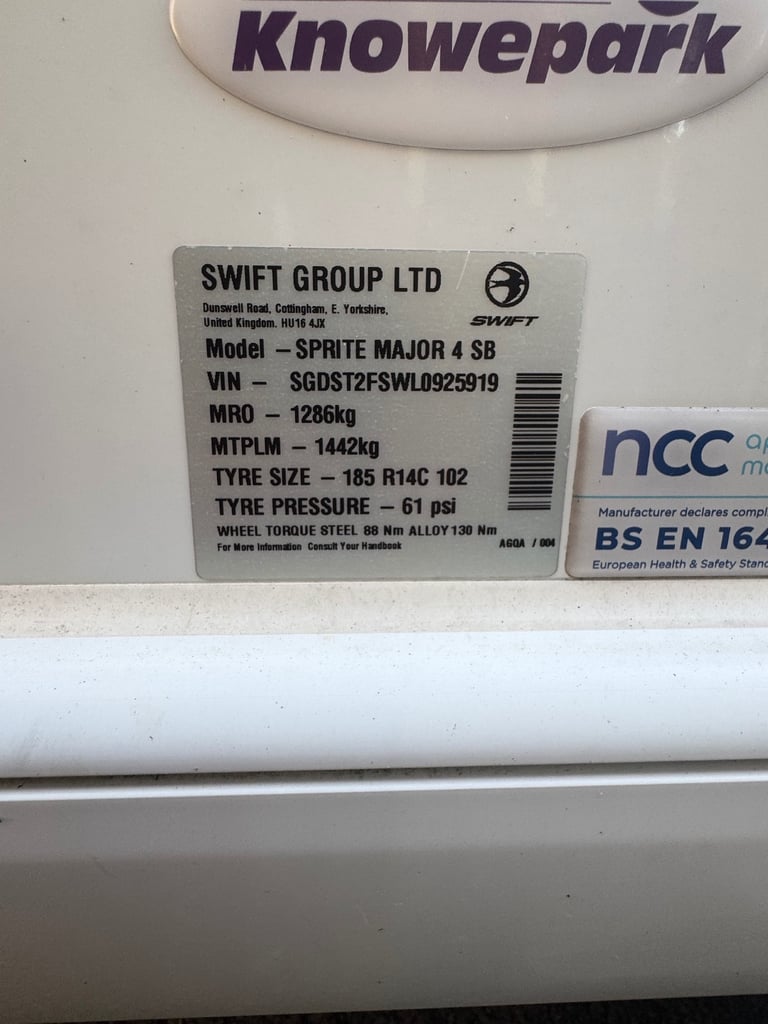 Knowepark
SWIFT GROUP LTD
Dunswell Road, Cottingham, E. Yorkshire,
United Kingdom. HU16 4JX
SWIFT
Model – SPRITE MAJOR 4 SB
VIN – SGDST2FSWL0925919
MRO – 1286kg
MTPLM – 1442kg
TYRE SIZE – 185 R14C 102
TYRE PRESSURE – 61 psi
WHEEL TORQUE STEEL 88 Nm ALLOY 130 Nm
For More Information Consult Your Handbook
AGQA / 004
ncc
Manufacturer declares
BS EN 164
European Health & Safety